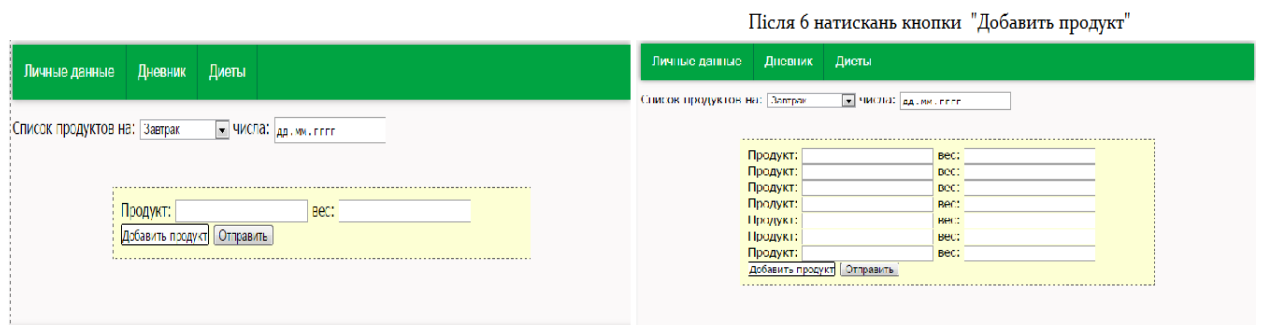 Після 6 натискань кнопки "Добавить продукт"
Личные данные Дневник Диеты
Список продуктов на: Завтрак числа: дд.мм.гггг
Продукт: вес:
Добавить продукт Отправить
Личные данные Дневник Диеты
Список продуктов на: Завтрак числа: дд.мм.гггг
Продукт: вес:
Продукт: вес:
Продукт: вес:
Продукт: вес:
Продукт: вес:
Продукт: вес:
Продукт: вес:
Добавить продукт Отправить